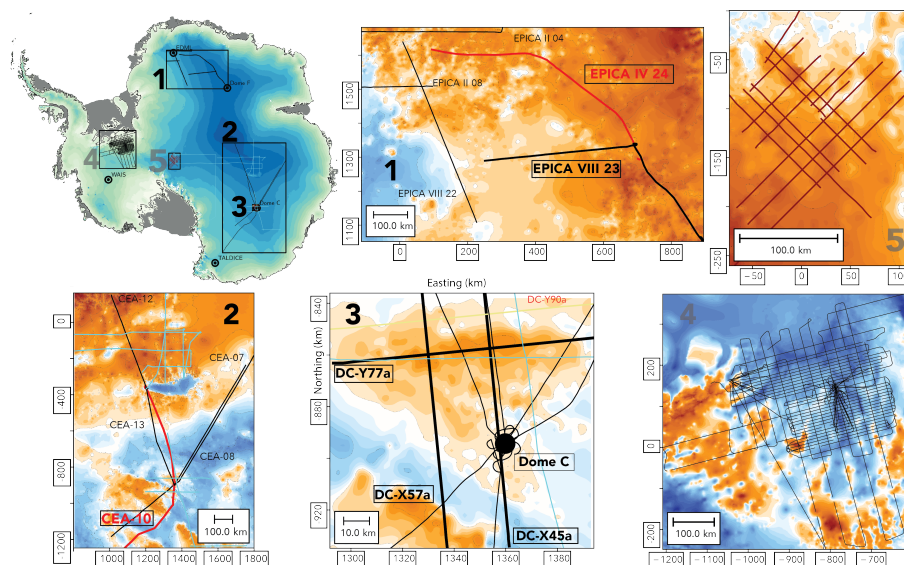 EDML
1
Dome F
2
4
5
WAIS
3
Dome C
TALDICE
EPICA II 04
EPICA IV 24
EPICA II 08
1500
1300
1100
1
EPICA VIII 23
EPICA VIII 22
100.0 km
0
200
400
600
800
Easting (km)
-50
-150
-250
100.0 km
5
-50
0
50
100
CEA-12
2
CEA-07
0
400
800
1200
CEA-13
CEA-08
CEA-10
100.0 km
1000
1200
1400
1600
1800
Northing (km)
840
880
920
3
DC-Y90a
DC-Y77a
Dome C
DC-X57a
DC-X45a
10.0 km
1300
1320
1340
1360
1380
4
200
0
200
100.0 km
-1200
-1100
-1000
-900
-800
-700